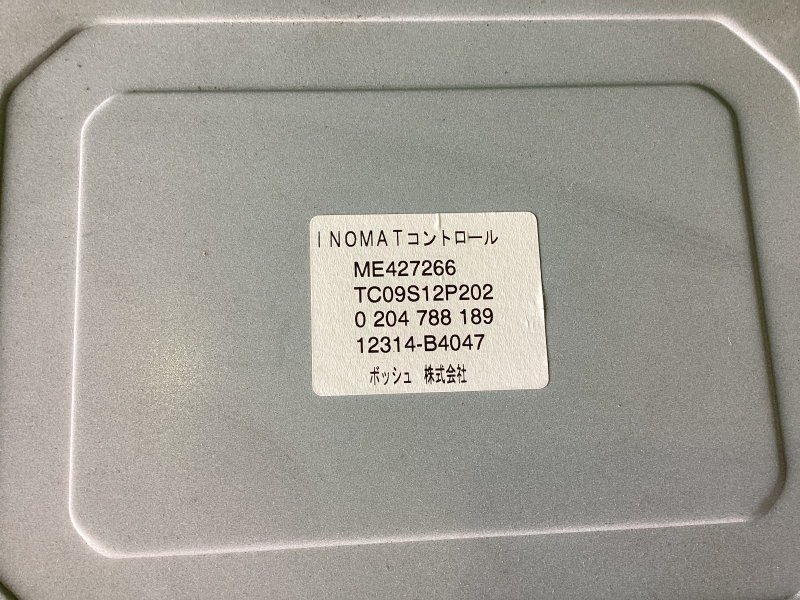 INOMATコントロール
ME427266
TC09S12P202
0 204 788 189
12314-B4047
ボッシュ 株式会社